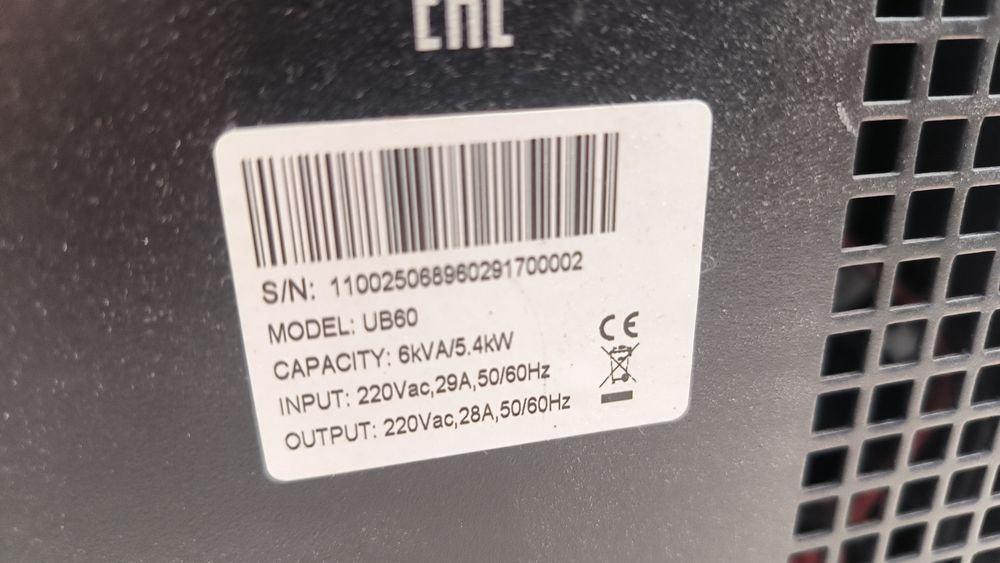 EAC
S/N: 110025068960291700002
MODEL: UB60
CAPACITY: 6kVA/5.4kW
INPUT: 220Vac,29A,50/60Hz
OUTPUT: 220Vac,28A,50/60Hz
CE